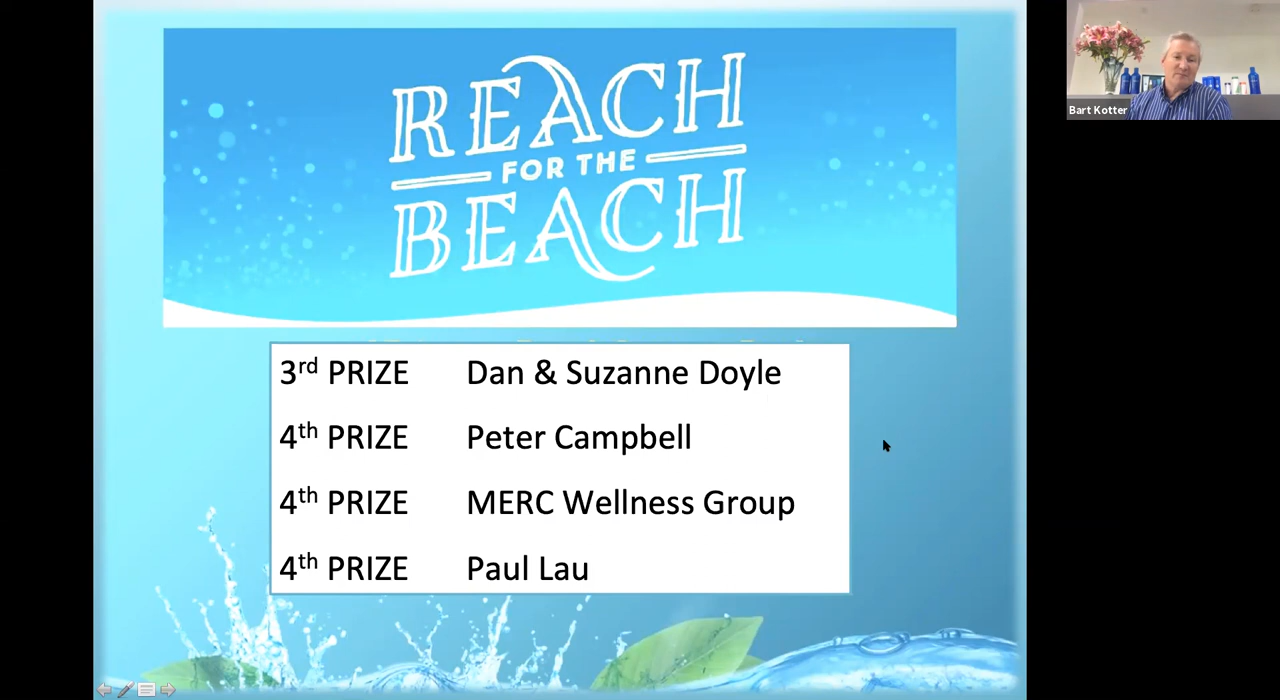 REACH
FOR THE
BEACH
Bart Kotter
3rd PRIZE Dan & Suzanne Doyle
4th PRIZE Peter Campbell
4th PRIZE MERC Wellness Group
4th PRIZE Paul Lau